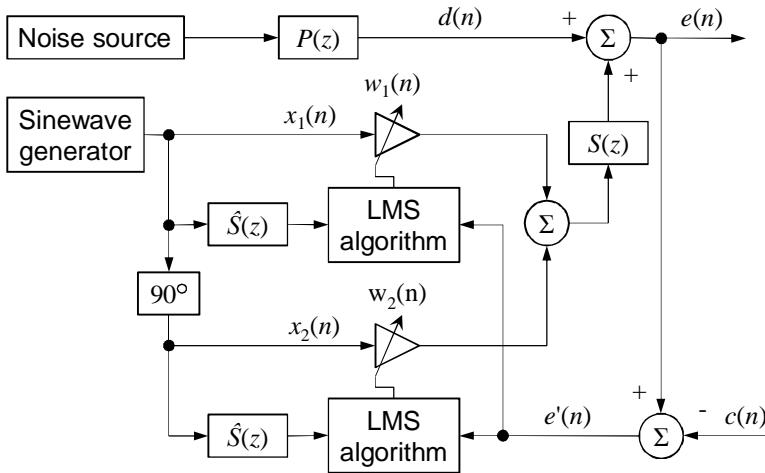 Noise source
P(z)
d(n)
+
Σ
e(n)
+
w₁(n)
Sinewave
generator
x₁(n)
S(z)
Ŝ(z)
LMS
algorithm
Σ
90°
w₂(n)
x₂(n)
Ŝ(z)
LMS
algorithm
e'(n)
+
Σ
-
c(n)